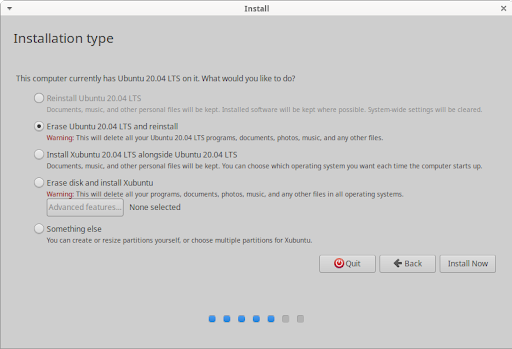 Install
Installation type
This computer currently has Ubuntu 20.04 LTS on it. What would you like to do?
Reinstall Ubuntu 20.04 LTS
Documents, music, and other personal files will be kept. Installed software will be kept where possible. System-wide settings will be cleared.
Erase Ubuntu 20.04 LTS and reinstall
Warning: This will delete all your Ubuntu 20.04 LTS programs, documents, photos, music, and any other files.
Install Xubuntu 20.04 LTS alongside Ubuntu 20.04 LTS
Documents, music, and other personal files will be kept. You can choose which operating system you want each time the computer starts up.
Erase disk and install Xubuntu
Warning: This will delete all your programs, documents, photos, music, and any other files in all operating systems.
Advanced features... None selected
Something else
You can create or resize partitions yourself, or choose multiple partitions for Xubuntu.
Quit Back Install Now